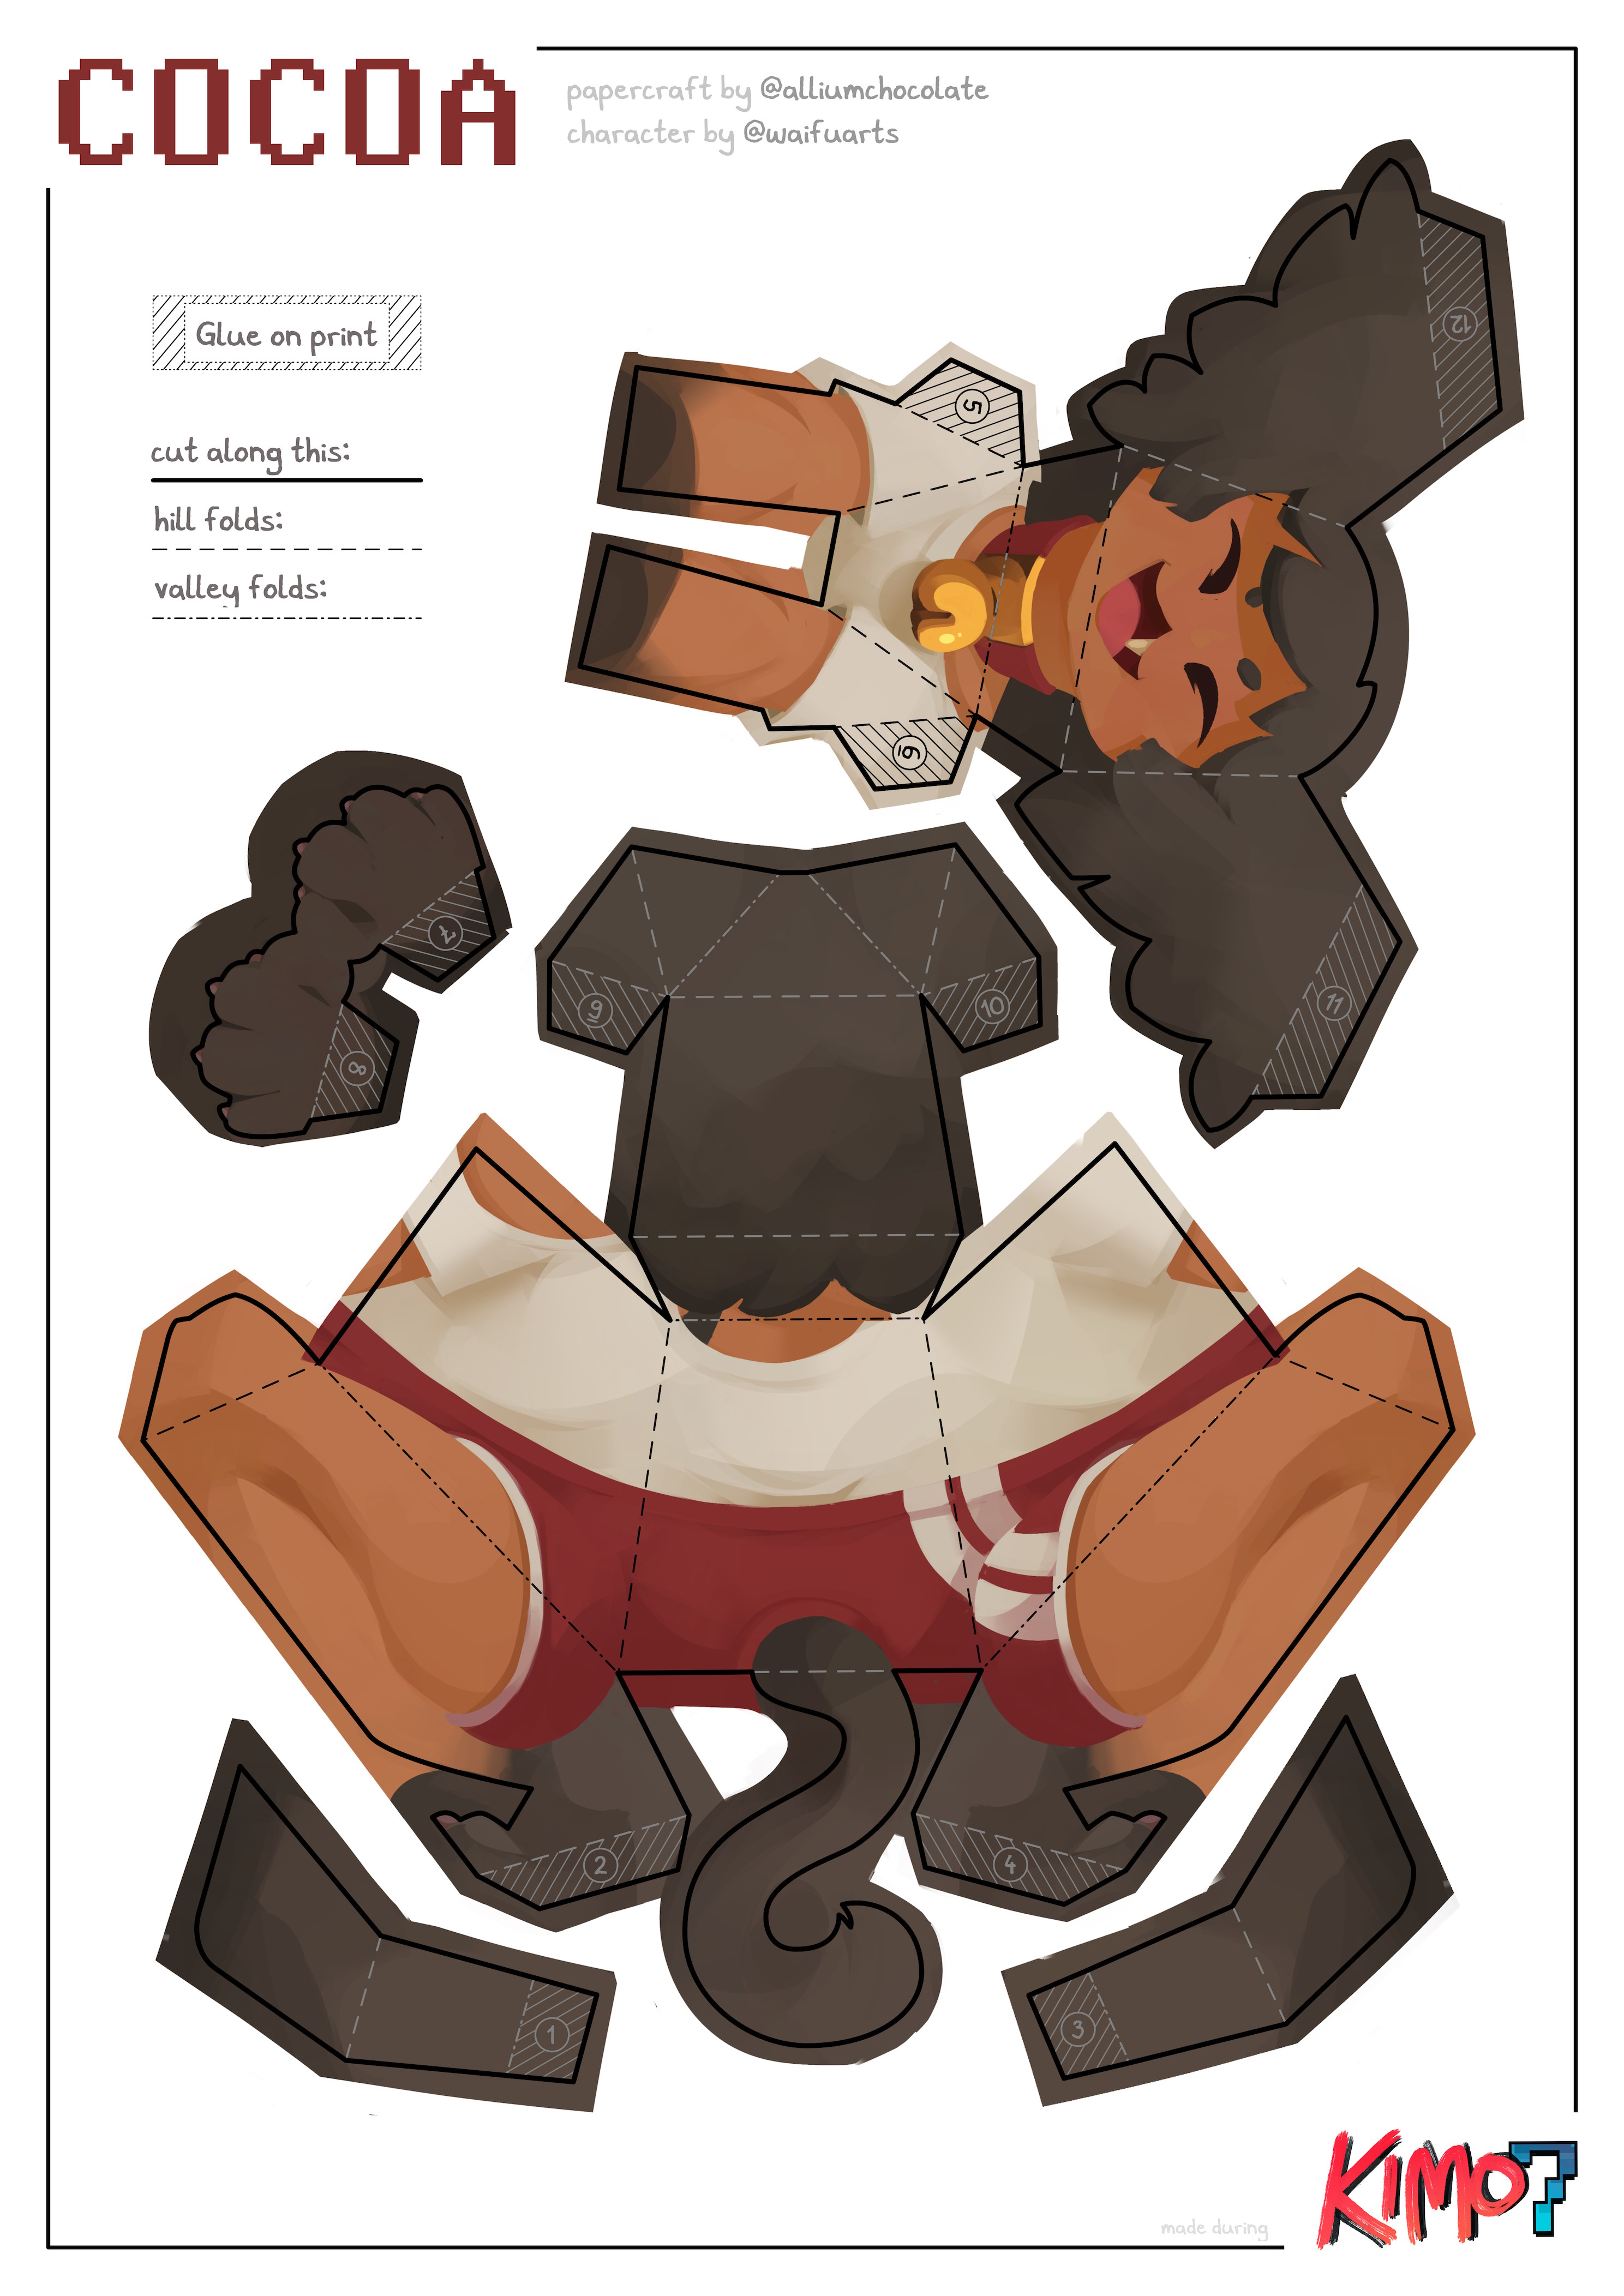 COCOA
papercraft by @alliumchocolate
character by @waifuarts
Glue on print
cut along this:
hill folds:
valley folds:
12
5
6
7
8
9
10
11
2
4
1
3
made during
KIMO7